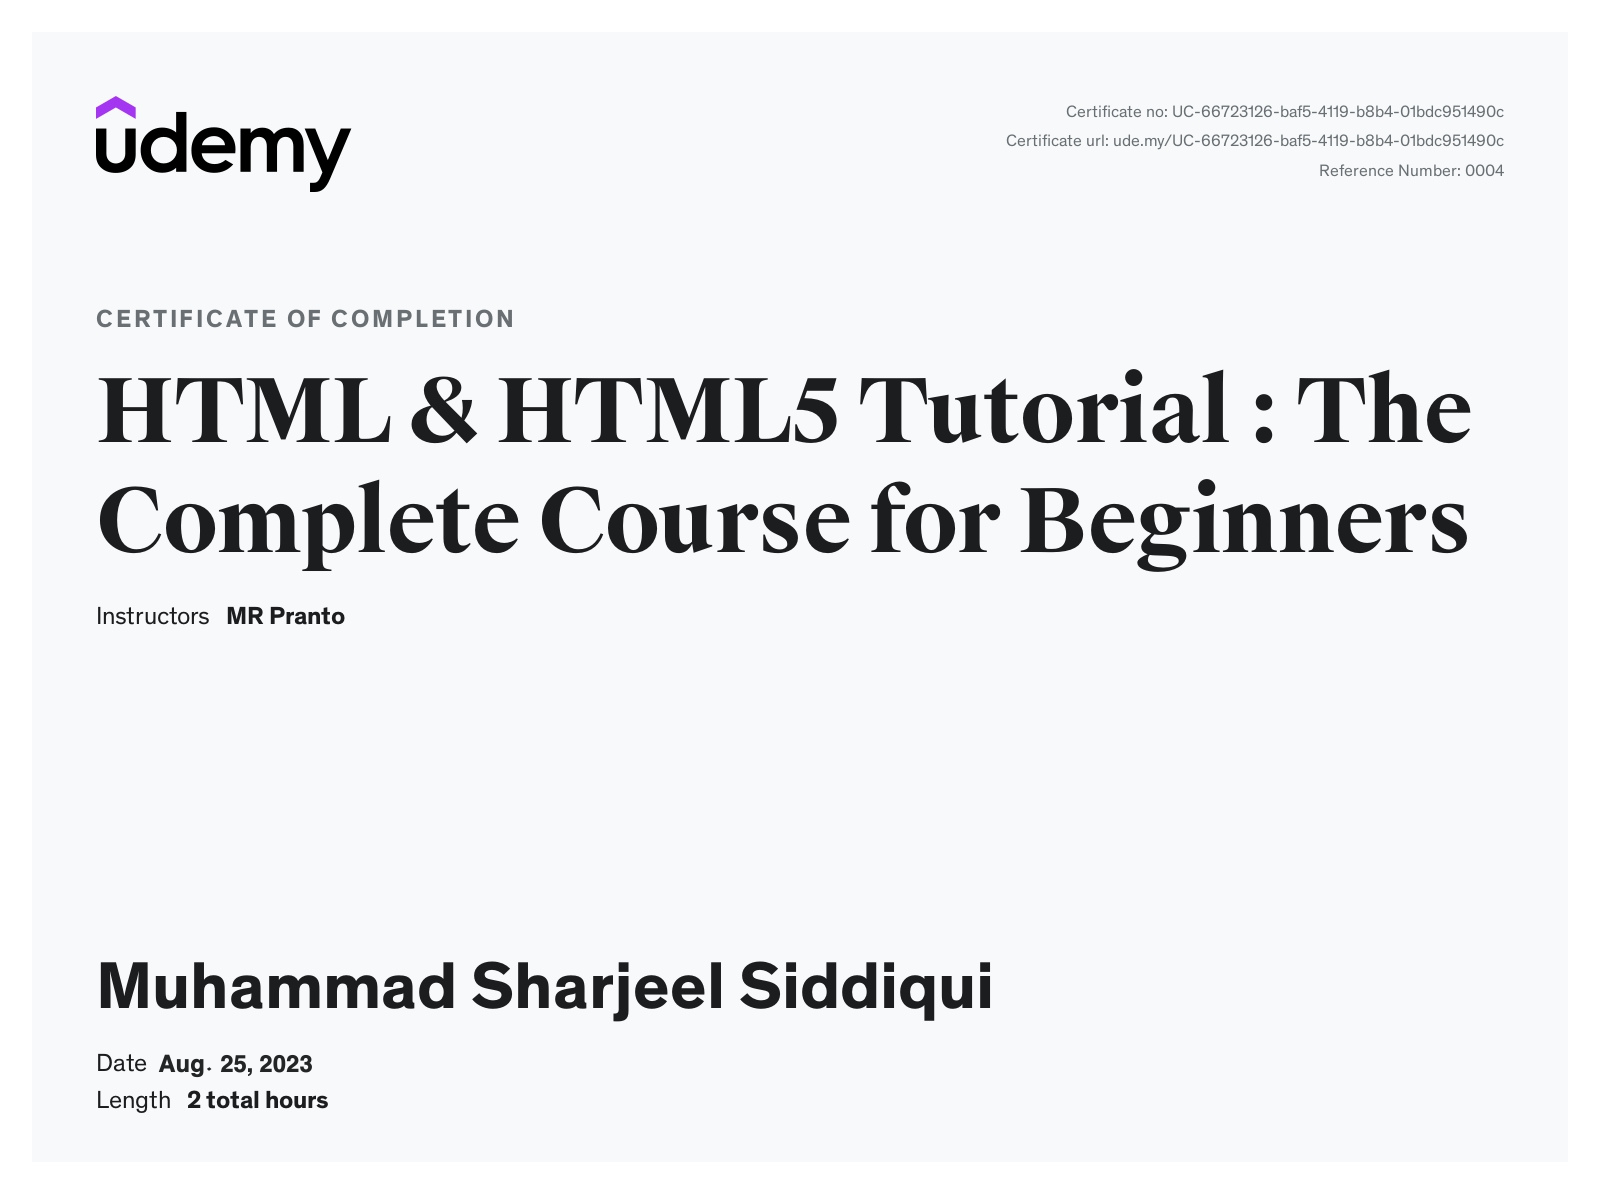 udemy
Certificate no: UC-66723126-baf5-4119-b8b4-01bdc951490c
Certificate url: ude.my/UC-66723126-baf5-4119-b8b4-01bdc951490c
Reference Number: 0004
CERTIFICATE OF COMPLETION
HTML & HTML5 Tutorial : The
Complete Course for Beginners
Instructors MR Pranto
Muhammad Sharjeel Siddiqui
Date Aug. 25, 2023
Length 2 total hours